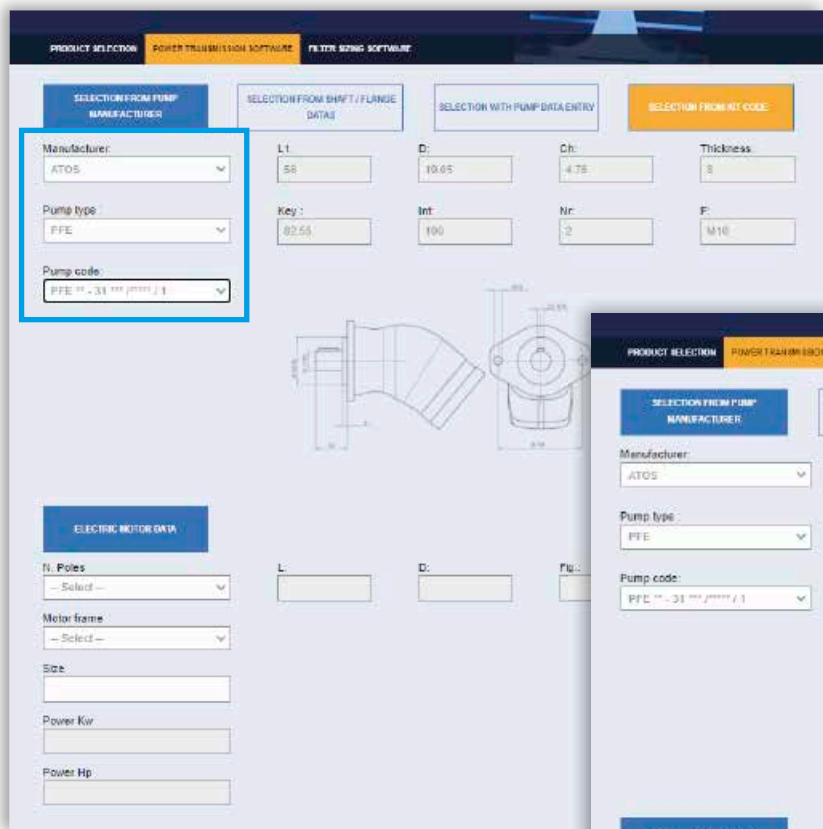 PRODUCT SELECTION POWER TRANSMISSION SOFTWARE FILTER SIZING SOFTWARE
SELECTION FROM PUMP MANUFACTURER
SELECTION FROM SHAFT / FLANGE DATAS
SELECTION WITH PUMP DATA ENTRY
SELECTION FROM KIT CODE
Manufacturer: L1: D: Ch: Thickness:
ATOS 58 19.05 4.76 8
Pump type Key : Int: Nr: F:
PFE 82.55 106 2 M10
Pump code:
PFE ** - 31 *** /***** / 1
ELECTRIC MOTOR DATA
N. Poles L: D: Fig.:
-- Select --
Motor frame
-- Select --
Size
Power Kw
Power Hp
PRODUCT SELECTION
SELECTION FROM PUMP
MANUFACTURER
Manufacturer:
ATOS
Pump type :
PFE
Pump code:
PFE ** - 31 *** /***** / 1